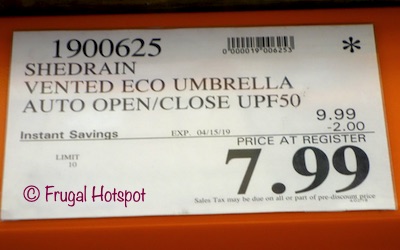 1900625
000019006253
*
SHEDRAIN
VENTED ECO UMBRELLA
AUTO OPEN/CLOSE UPF50
9.99
Instant Savings EXP. 04/15/19 -2.00
PRICE AT REGISTER
LIMIT
10
7.99
Sales Tax may be due on all or part of pre-discount price
© Frugal Hotspot